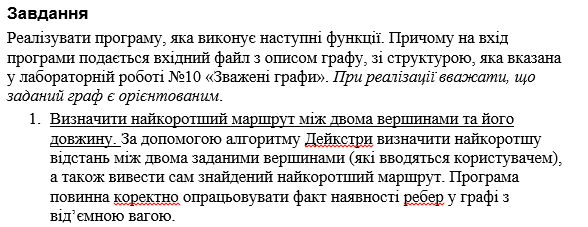 Завдання
Реалізувати програму, яка виконує наступні функції. Причому на вхід
програми подається вхідний файл з описом графу, зі структурою, яка вказана
у лабораторній роботі №10 «Зважені графи». При реалізації вважати, що
заданий граф є орієнтованим.
1. Визначити найкоротший маршрут між двома вершинами та його
довжину. За допомогою алгоритму Дейкстри визначити найкоротшу
відстань між двома заданими вершинами (які вводяться користувачем),
а також вивести сам знайдений найкоротший маршрут. Програма
повинна коректно опрацьовувати факт наявності ребер у графі з
від’ємною вагою.